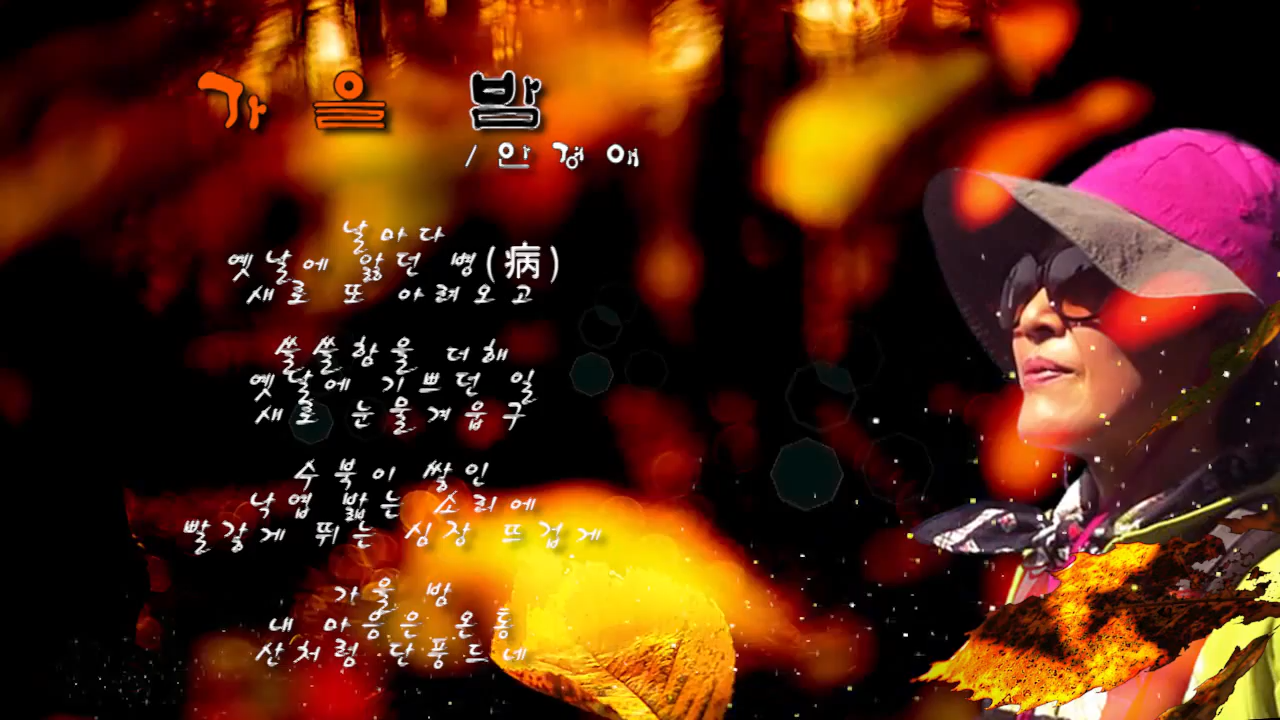 가을 밤
/ 안경애
날마다
옛날에 앓던 병(病)
새로 또 아려오고
쓸쓸함을 더해
옛날에 기쁘던 일
새로 눈물겨웁구
수북이 쌓인
낙엽 밟는 소리에
빨갛게 뛰는 심장 뜨겁게
가을 밤
내 마음은 온통
산처럼 단풍드네